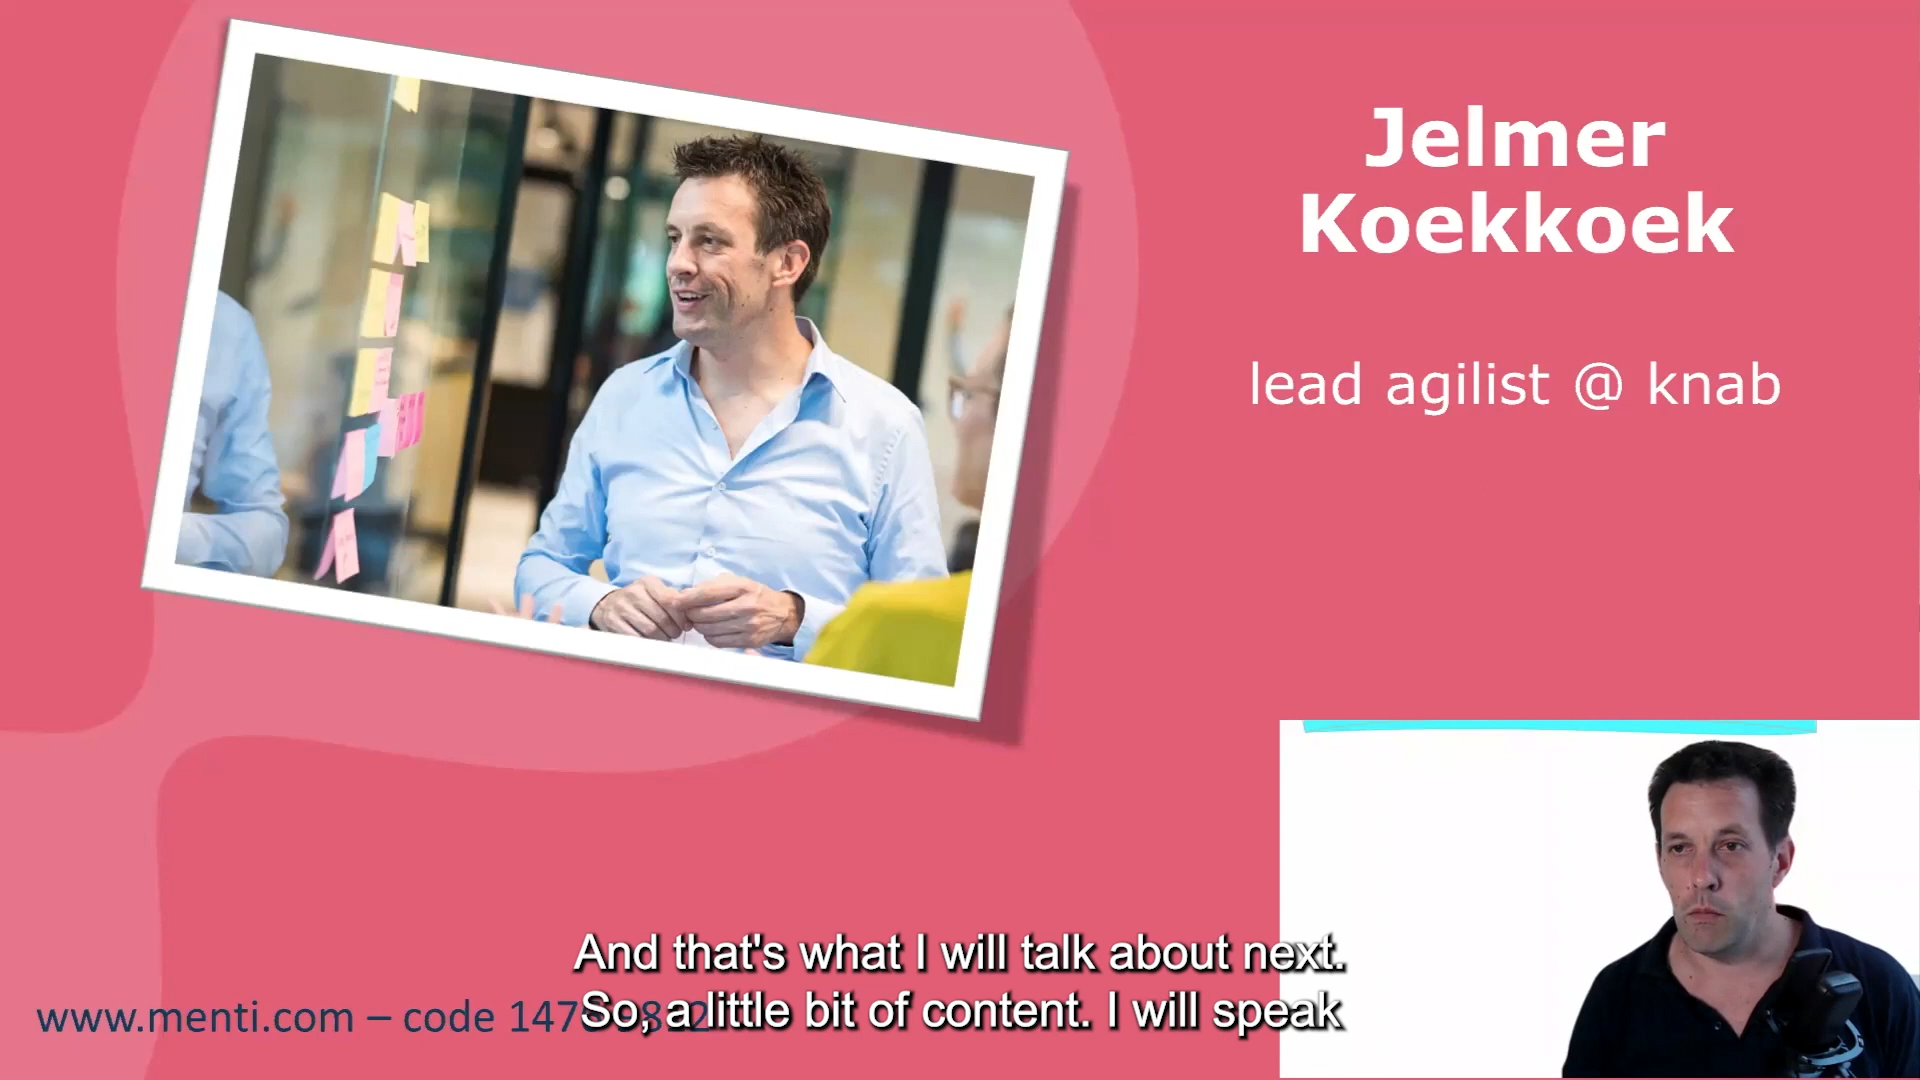 Jelmer
Koekkoek
lead agilist @ knab
And that's what I will talk about next.
So, a little bit of content. I will speak
www.menti.com – code